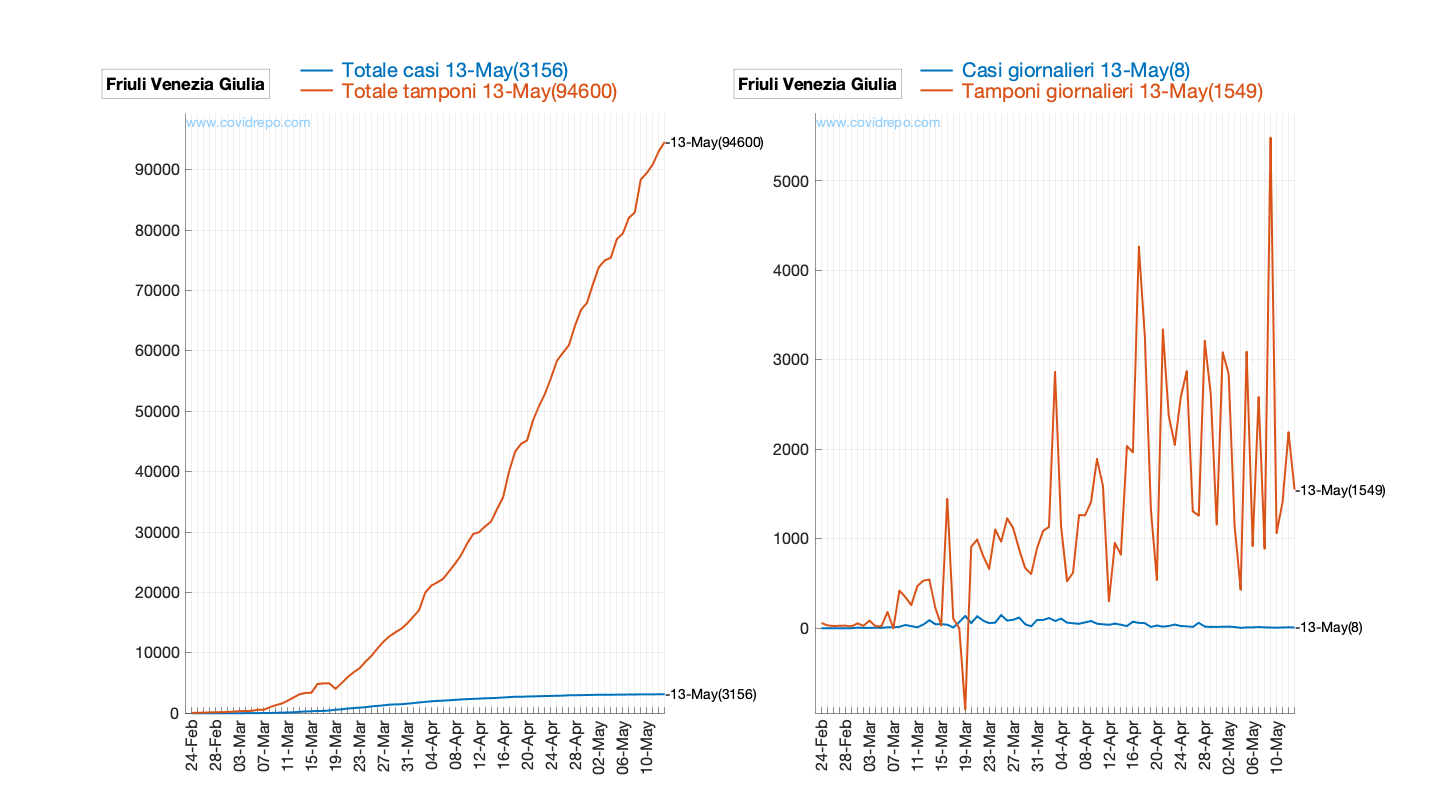 Friuli Venezia Giulia
Totale casi 13-May(3156)
Totale tamponi 13-May(94600)
www.covidrepo.com
13-May(94600)
13-May(3156)
90000
80000
70000
60000
50000
40000
30000
20000
10000
0
24-Feb
28-Feb
03-Mar
07-Mar
11-Mar
15-Mar
19-Mar
23-Mar
27-Mar
31-Mar
04-Apr
08-Apr
12-Apr
16-Apr
20-Apr
24-Apr
28-Apr
02-May
06-May
10-May
Friuli Venezia Giulia
Casi giornalieri 13-May(8)
Tamponi giornalieri 13-May(1549)
www.covidrepo.com
13-May(1549)
13-May(8)
5000
4000
3000
2000
1000
0
24-Feb
28-Feb
03-Mar
07-Mar
11-Mar
15-Mar
19-Mar
23-Mar
27-Mar
31-Mar
04-Apr
08-Apr
12-Apr
16-Apr
20-Apr
24-Apr
28-Apr
02-May
06-May
10-May